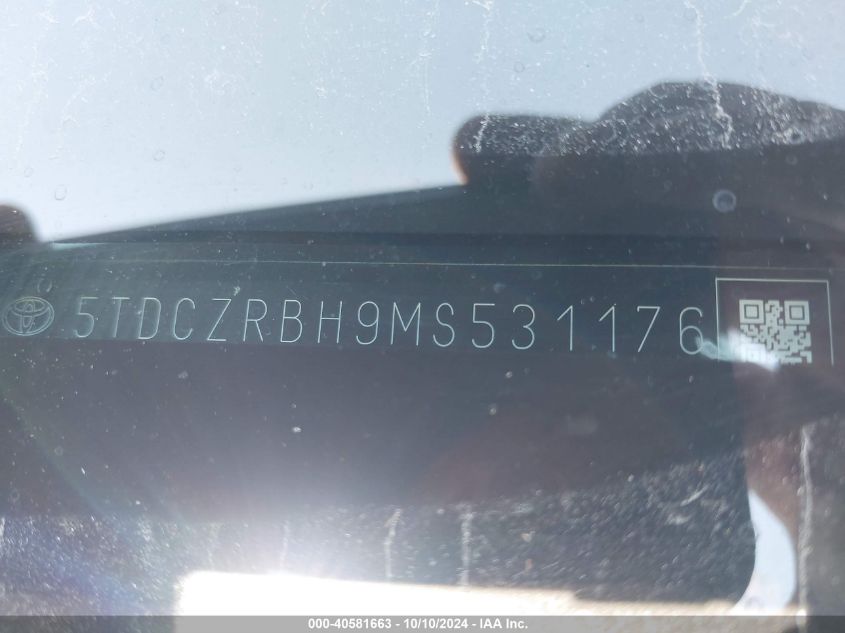 5TDCZRBH9MS531176
000-40581663 - 10/10/2024 - IAA Inc.